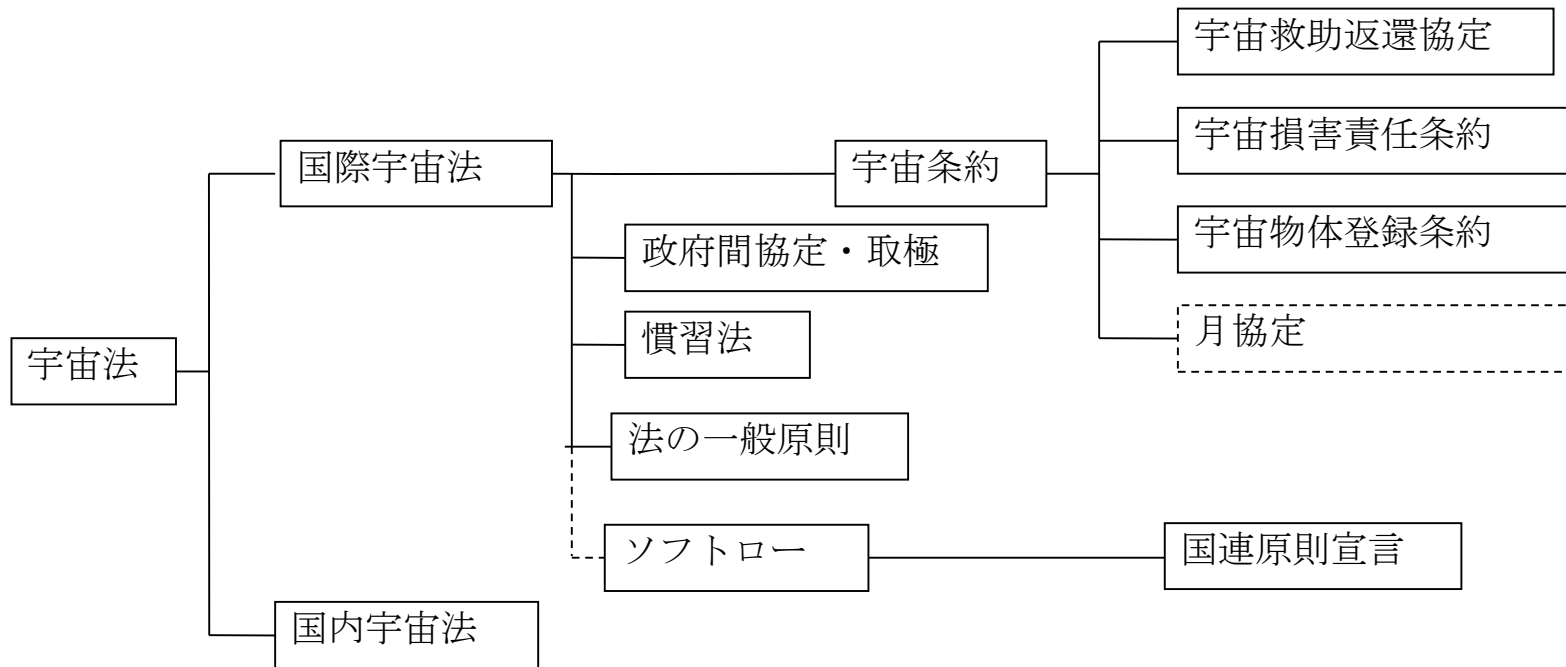 宇宙救助返還協定
宇宙損害責任条約
国際宇宙法
宇宙条約
宇宙物体登録条約
政府間協定・取極
慣習法
月協定
宇宙法
法の一般原則
ソフトロー
国連原則宣言
国内宇宙法